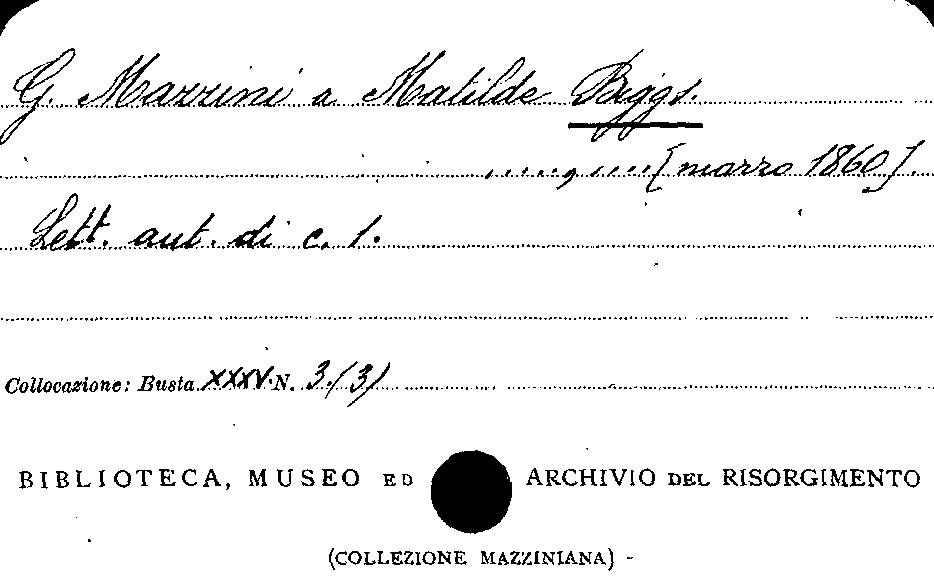 G. Mazzini a Matilde Biggs.
.....,....[marzo 1860].
Lett. aut. di c. 1.
Collocazione: Busta XXXV. N. 3.(3)
BIBLIOTECA, MUSEO ED ARCHIVIO DEL RISORGIMENTO
(COLLEZIONE MAZZINIANA) -